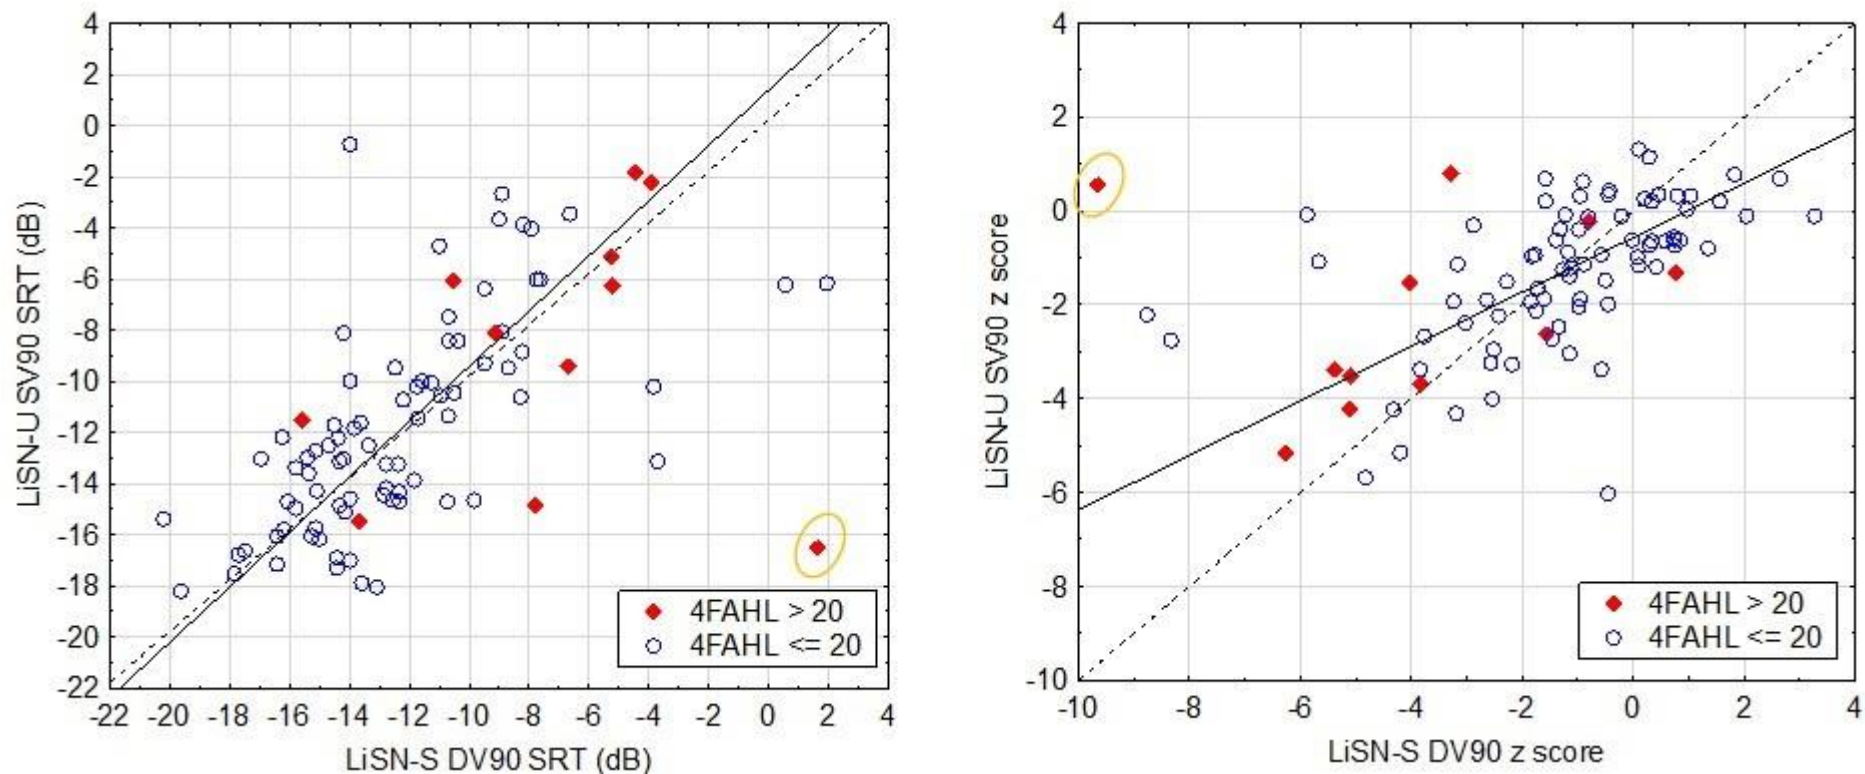 4
2
0
-2
-4
-6
-8
-10
-12
-14
-16
-18
-20
-22
LiSN-U SV90 SRT (dB)
4FAHL > 20
4FAHL <= 20
-22 -20 -18 -16 -14 -12 -10 -8 -6 -4 -2 0 2 4
LiSN-S DV90 SRT (dB)
4
2
0
-2
-4
-6
-8
-10
LiSN-U SV90 z score
4FAHL > 20
4FAHL <= 20
-10 -8 -6 -4 -2 0 2 4
LiSN-S DV90 z score